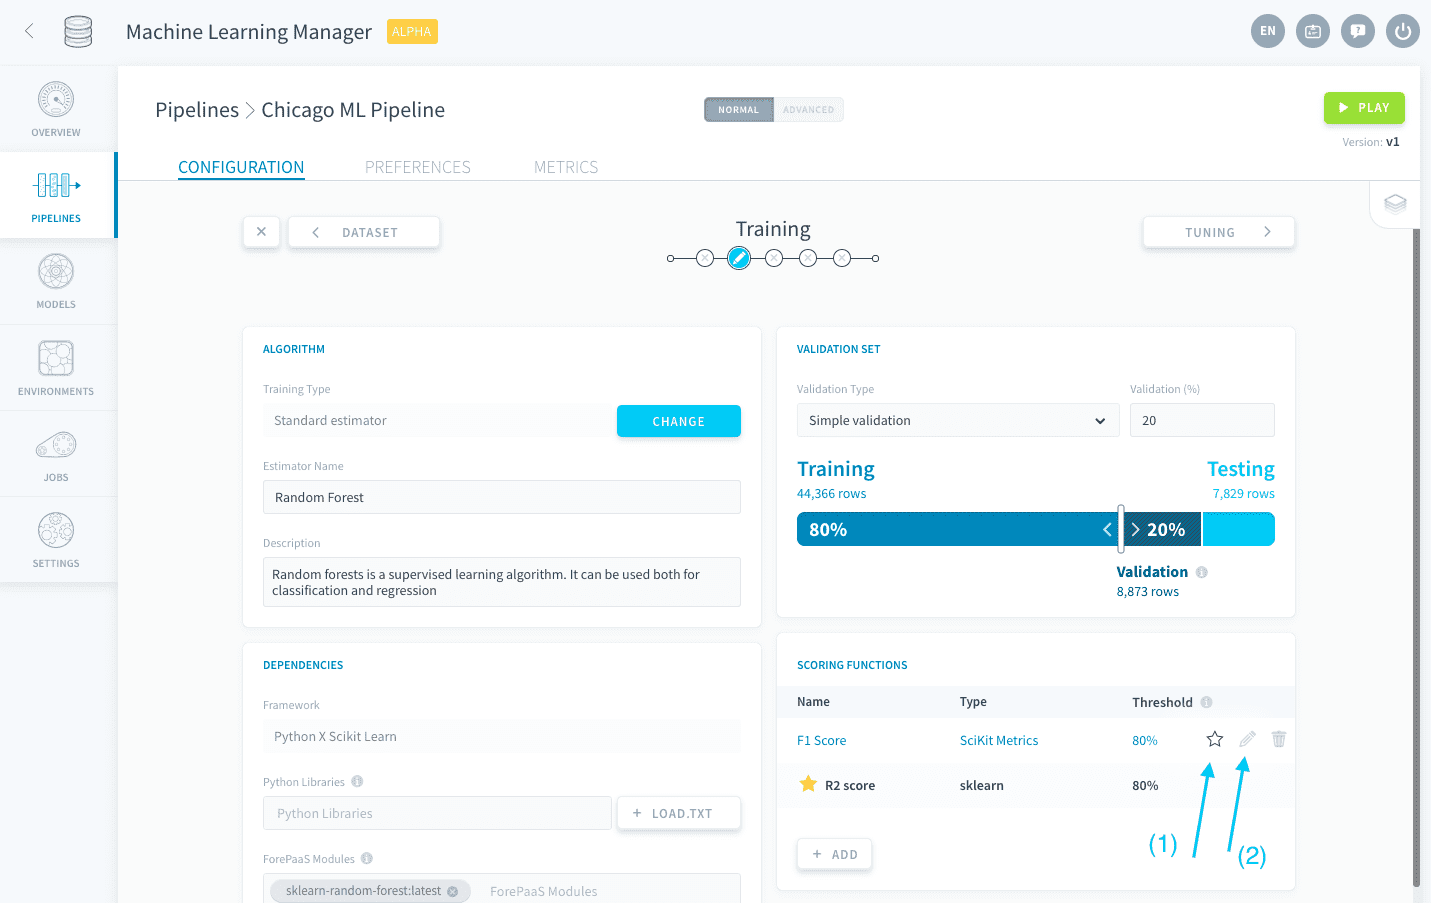 Machine Learning Manager ALPHA
EN
OVERVIEW
PIPELINES
MODELS
ENVIRONMENTS
JOBS
SETTINGS
Pipelines > Chicago ML Pipeline
NORMAL ADVANCED
PLAY
Version: v1
CONFIGURATION PREFERENCES METRICS
DATASET
Training
TUNING
ALGORITHM
Training Type
Standard estimator
CHANGE
Estimator Name
Random Forest
Description
Random forests is a supervised learning algorithm. It can be used both for
classification and regression
DEPENDENCIES
Framework
Python X Scikit Learn
Python Libraries
Python Libraries
+ LOAD.TXT
ForePaaS Modules
sklearn-random-forest:latest ForePaaS Modules
VALIDATION SET
Validation Type Validation (%)
Simple validation 20
Training Testing
44,366 rows 7,829 rows
80% 20%
Validation
8,873 rows
SCORING FUNCTIONS
Name Type Threshold
F1 Score SciKit Metrics 80%
R2 score sklearn 80%
(1) (2)
+ ADD